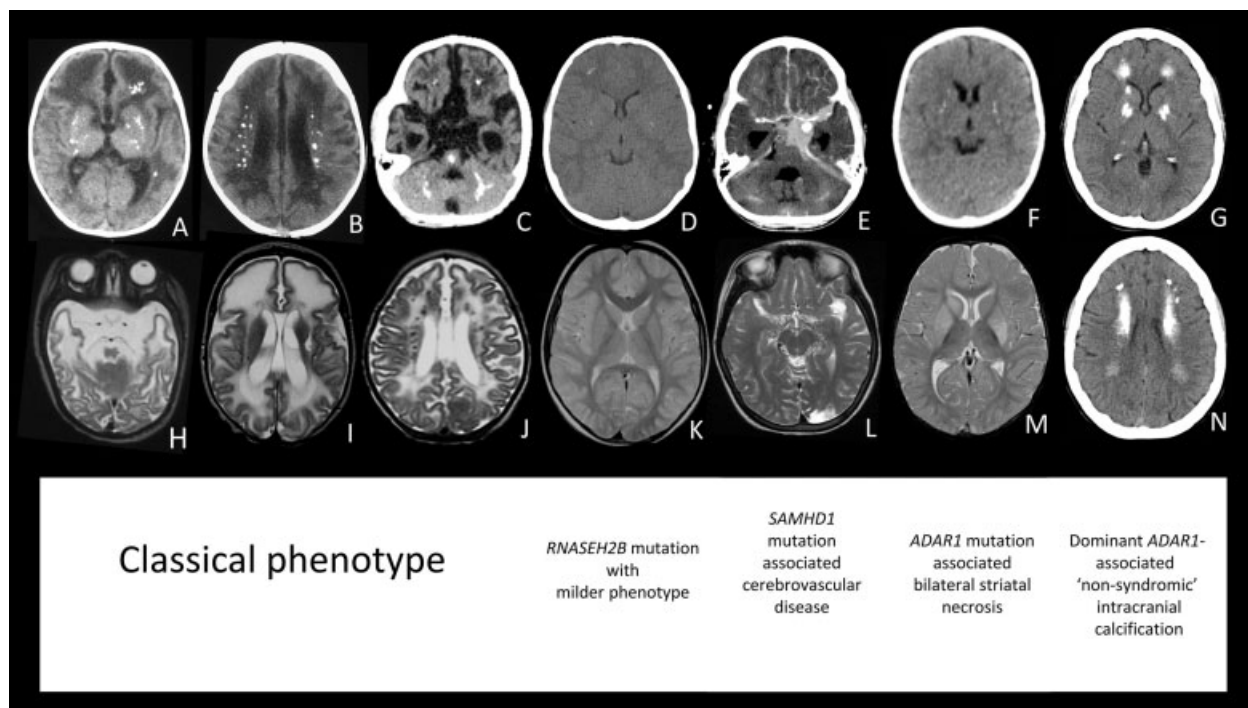 A
B
C
D
E
F
G
H
I
J
K
L
M
N
Classical phenotype
RNASEH2B mutation
with
milder phenotype
SAMHD1
mutation
associated
cerebrovascular
disease
ADAR1 mutation
associated
bilateral striatal
necrosis
Dominant ADAR1-
associated
‘non-syndromic’
intracranial
calcification